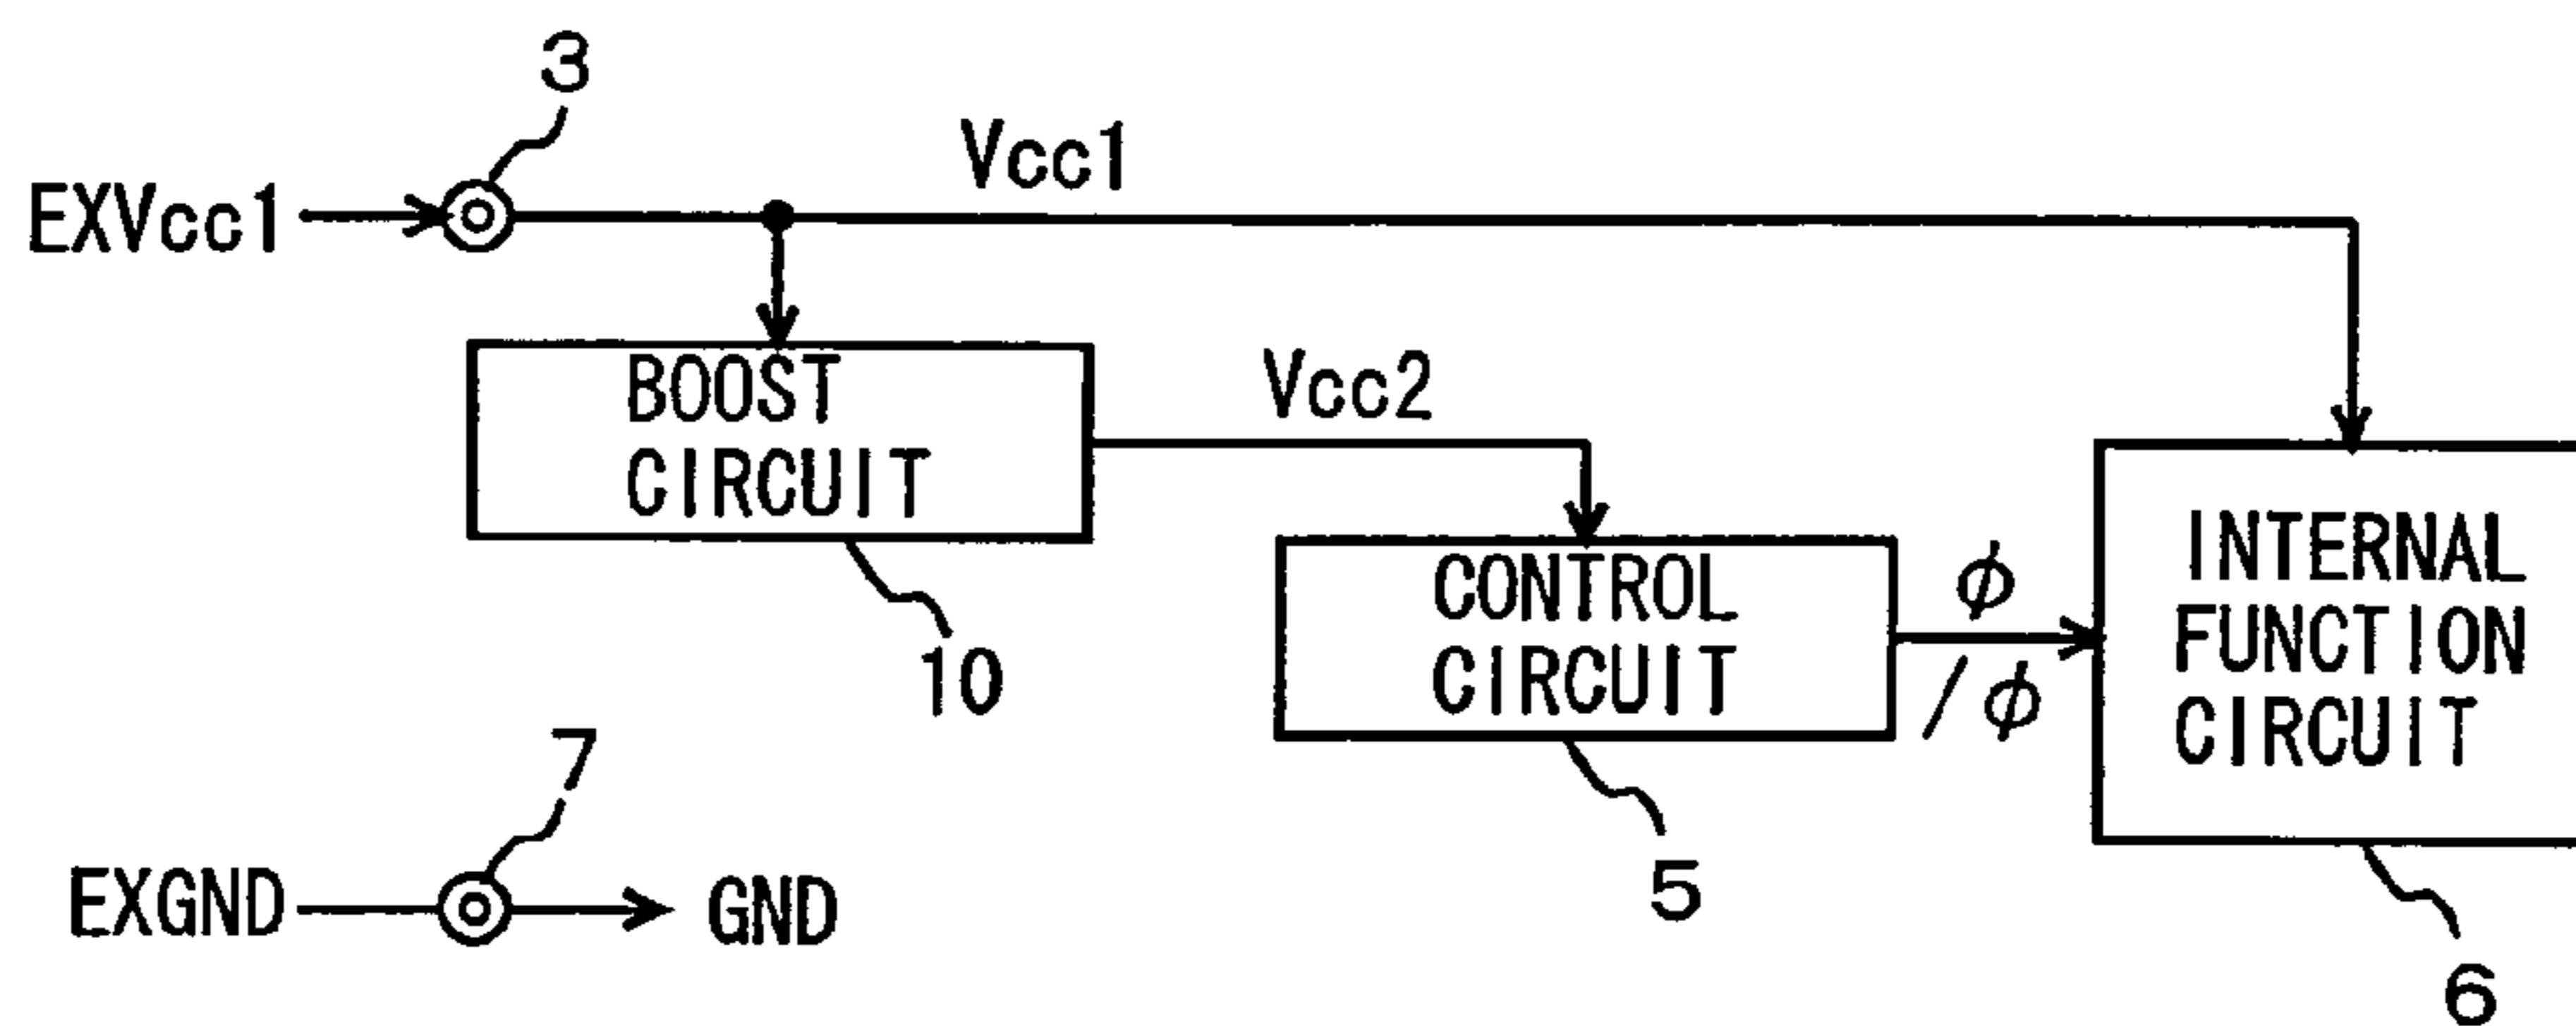 3
Vcc1
EXVcc1
BOOST
CIRCUIT
Vcc2
10
CONTROL
CIRCUIT
φ
/φ
INTERNAL
FUNCTION
CIRCUIT
7
5
EXGND
GND
6